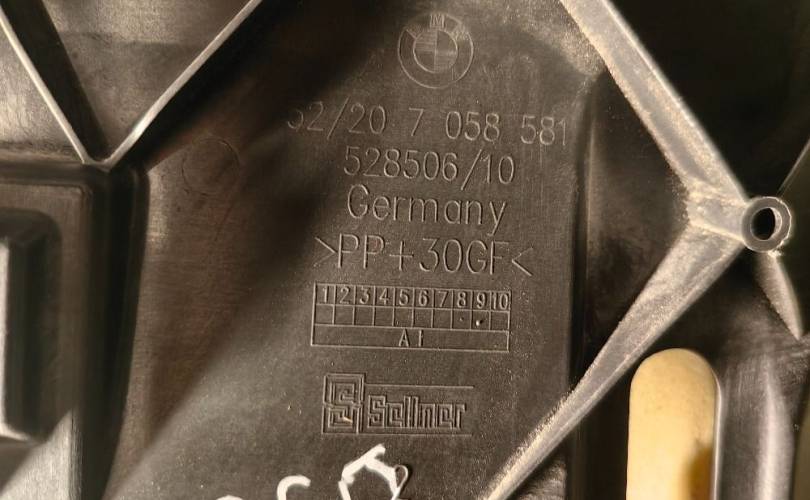 BMW
52/20 7 058 581
528506/10
Germany
>PP+30GF<
1 2 3 4 5 6 7 8 9 10
A1
Sellner